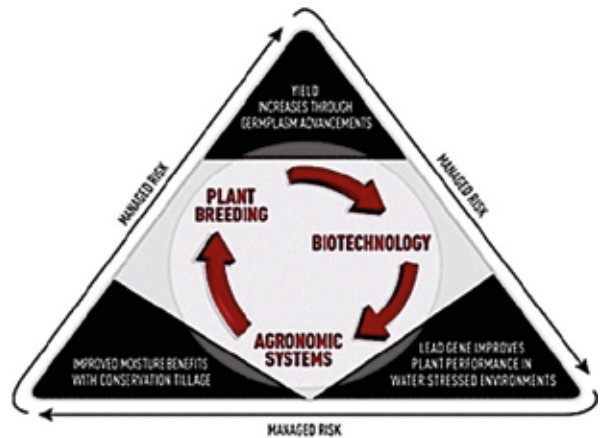 YIELD
INCREASES THROUGH
GERMPLASM ADVANCEMENTS
MANAGED RISK
MANAGED RISK
PLANT
BREEDING
BIOTECHNOLOGY
AGRONOMIC
SYSTEMS
IMPROVED MOISTURE BENEFITS
WITH CONSERVATION TILLAGE
LEAD GENE IMPROVES
PLANT PERFORMANCE IN
WATER STRESSED ENVIRONMENTS
MANAGED RISK